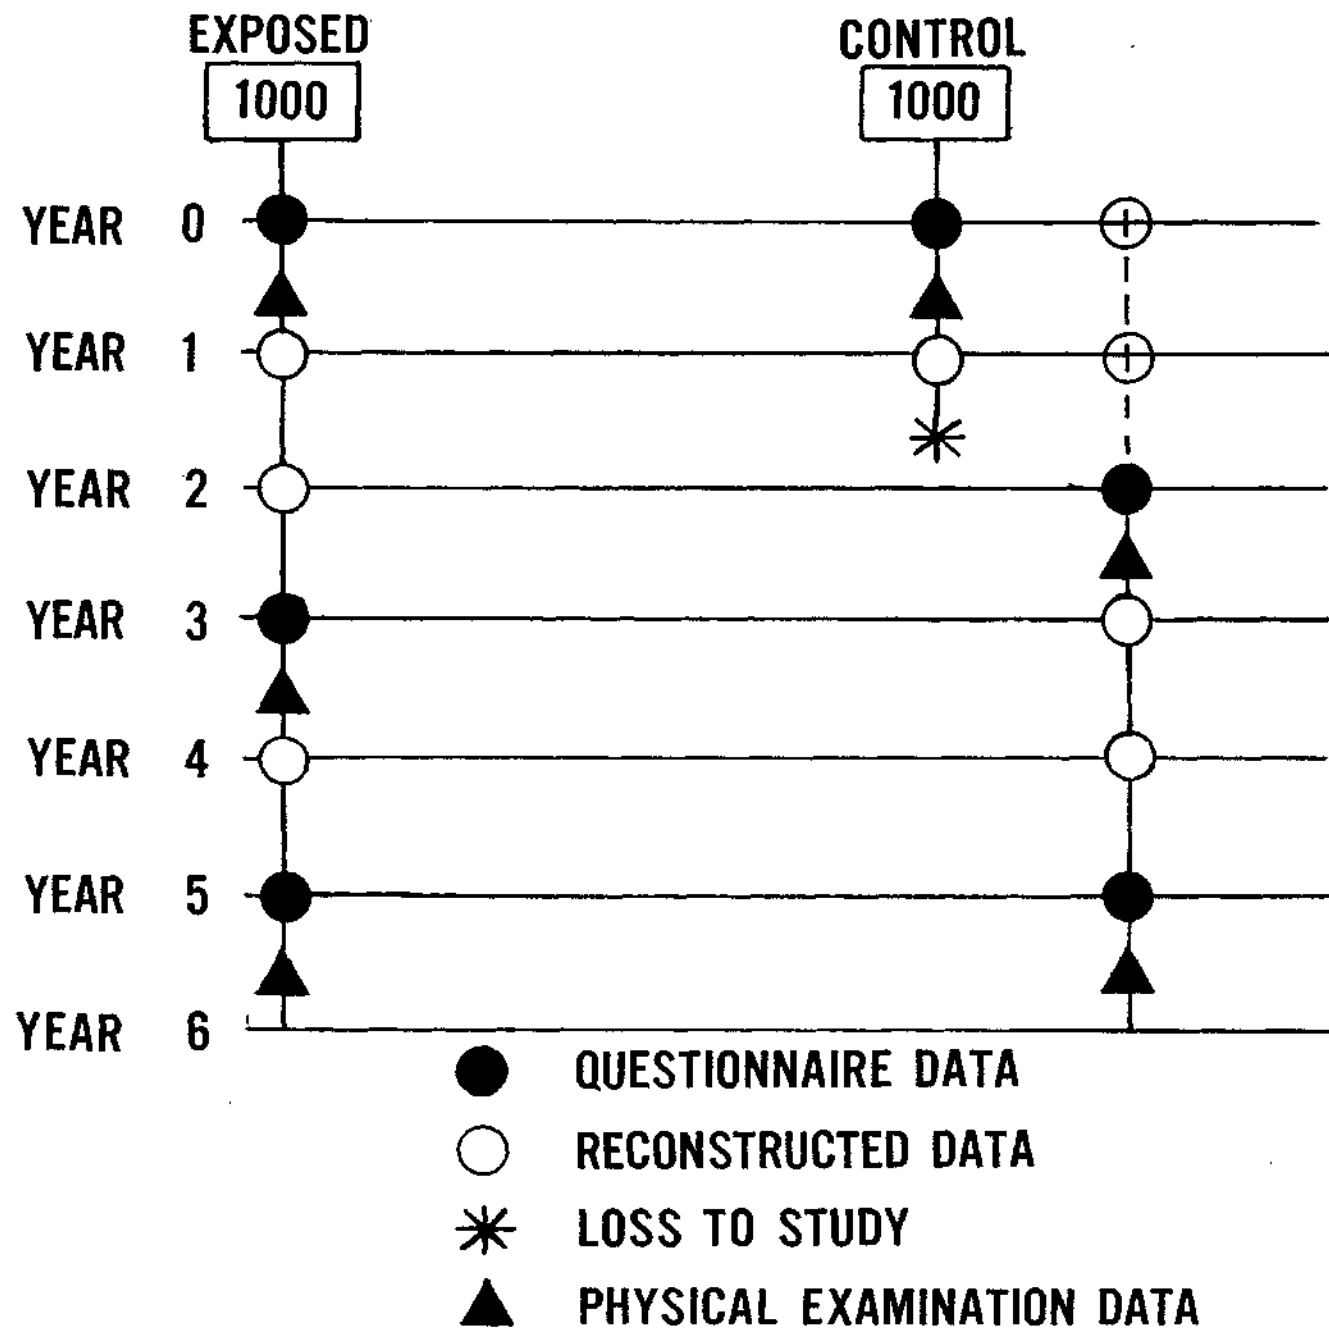 EXPOSED CONTROL
1000 1000
YEAR 0
YEAR 1
YEAR 2
YEAR 3
YEAR 4
YEAR 5
YEAR 6
QUESTIONNAIRE DATA
RECONSTRUCTED DATA
LOSS TO STUDY
PHYSICAL EXAMINATION DATA